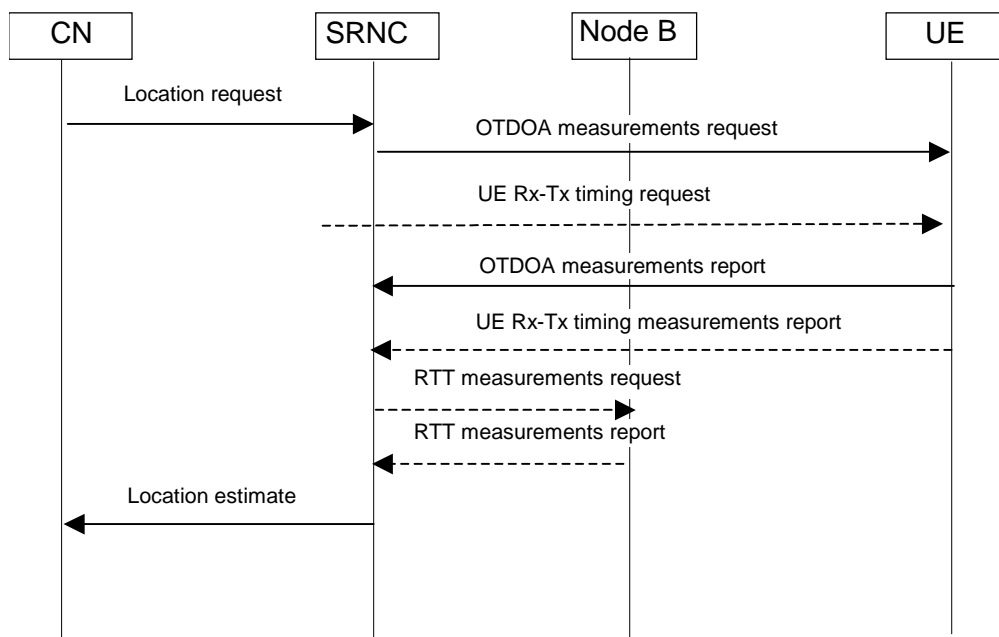 CN
SRNC
Node B
UE
Location request
OTDOA measurements request
UE Rx-Tx timing request
OTDOA measurements report
UE Rx-Tx timing measurements report
RTT measurements request
RTT measurements report
Location estimate